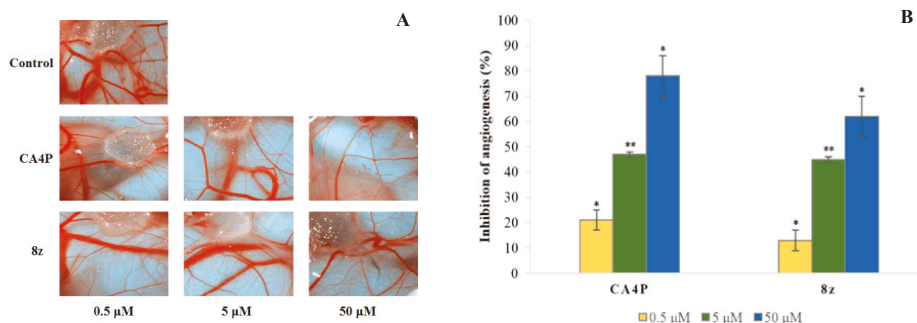 A
Control
CA4P
8z
0.5 µM 5 µM 50 µM
B
Inhibition of angiogenesis (%)
100
90
80
70
60
50
40
30
20
10
0
*
**
*
*
**
*
CA4P 8z
0.5 µM 5 µM 50 µM